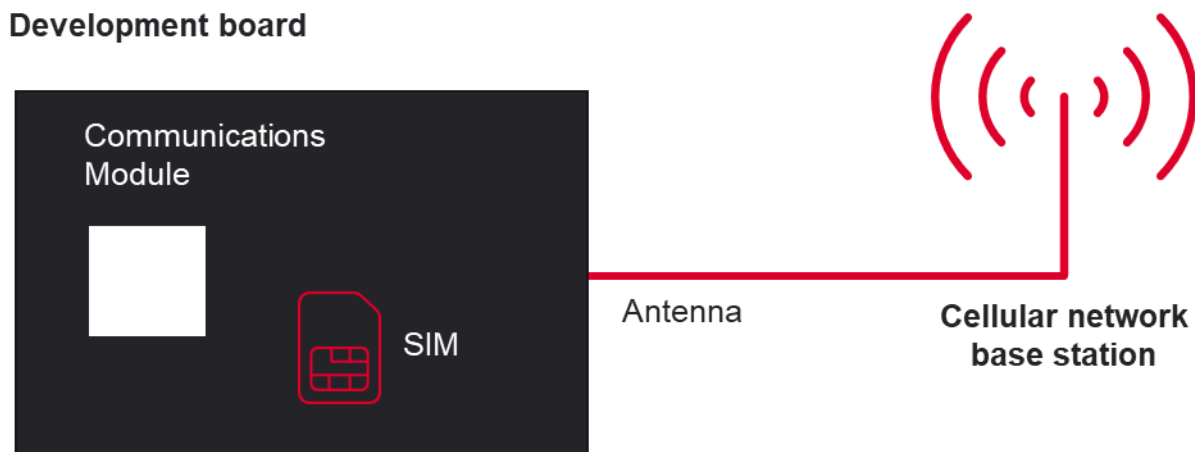 Development board
Communications
Module
SIM
Antenna
Cellular network
base station